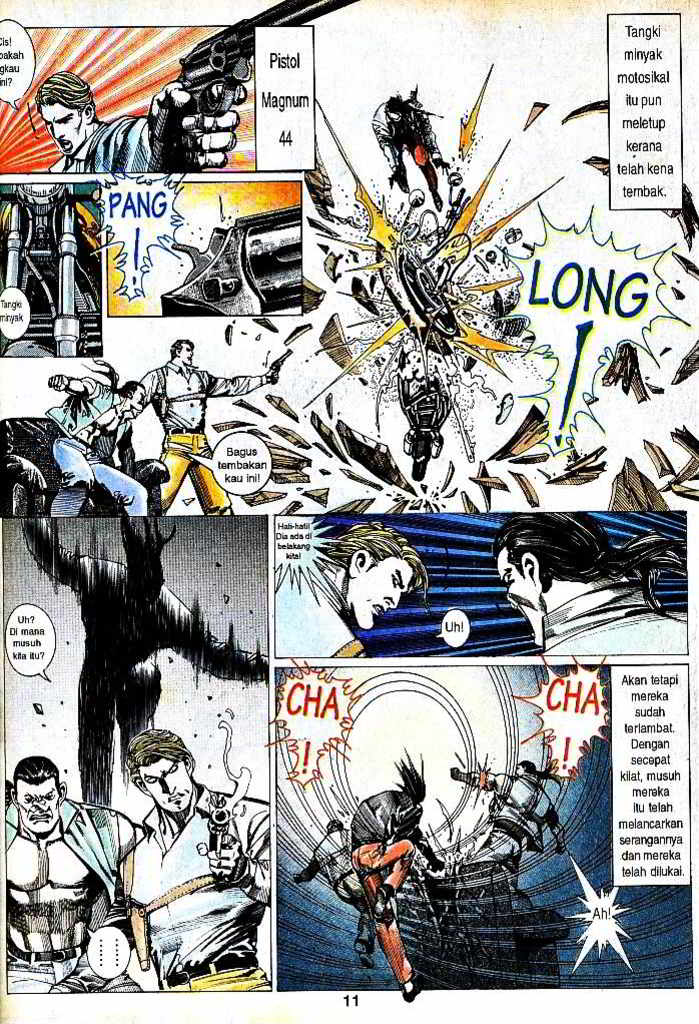 Cis!
ini?
Pistol
Magnum
44
Tangki
minyak
motosikal
itu pun
meletup
kerana
telah kena
tembak.
PANG
!
Tangki
minyak
LONG
!
Bagus
tembakan
kau ini!
Uh?
Di mana
musuh
kita itu?
Hati-hati!
Dia ada di
belakang
kita!
Uh!
CHA
!
CHA
!
Akan tetapi
mereka
sudah
terlambat.
Dengan
secepat
kilat, musuh
mereka
itu telah
melancarkan
serangannya
dan mereka
telah dilukai.
Ah!
11